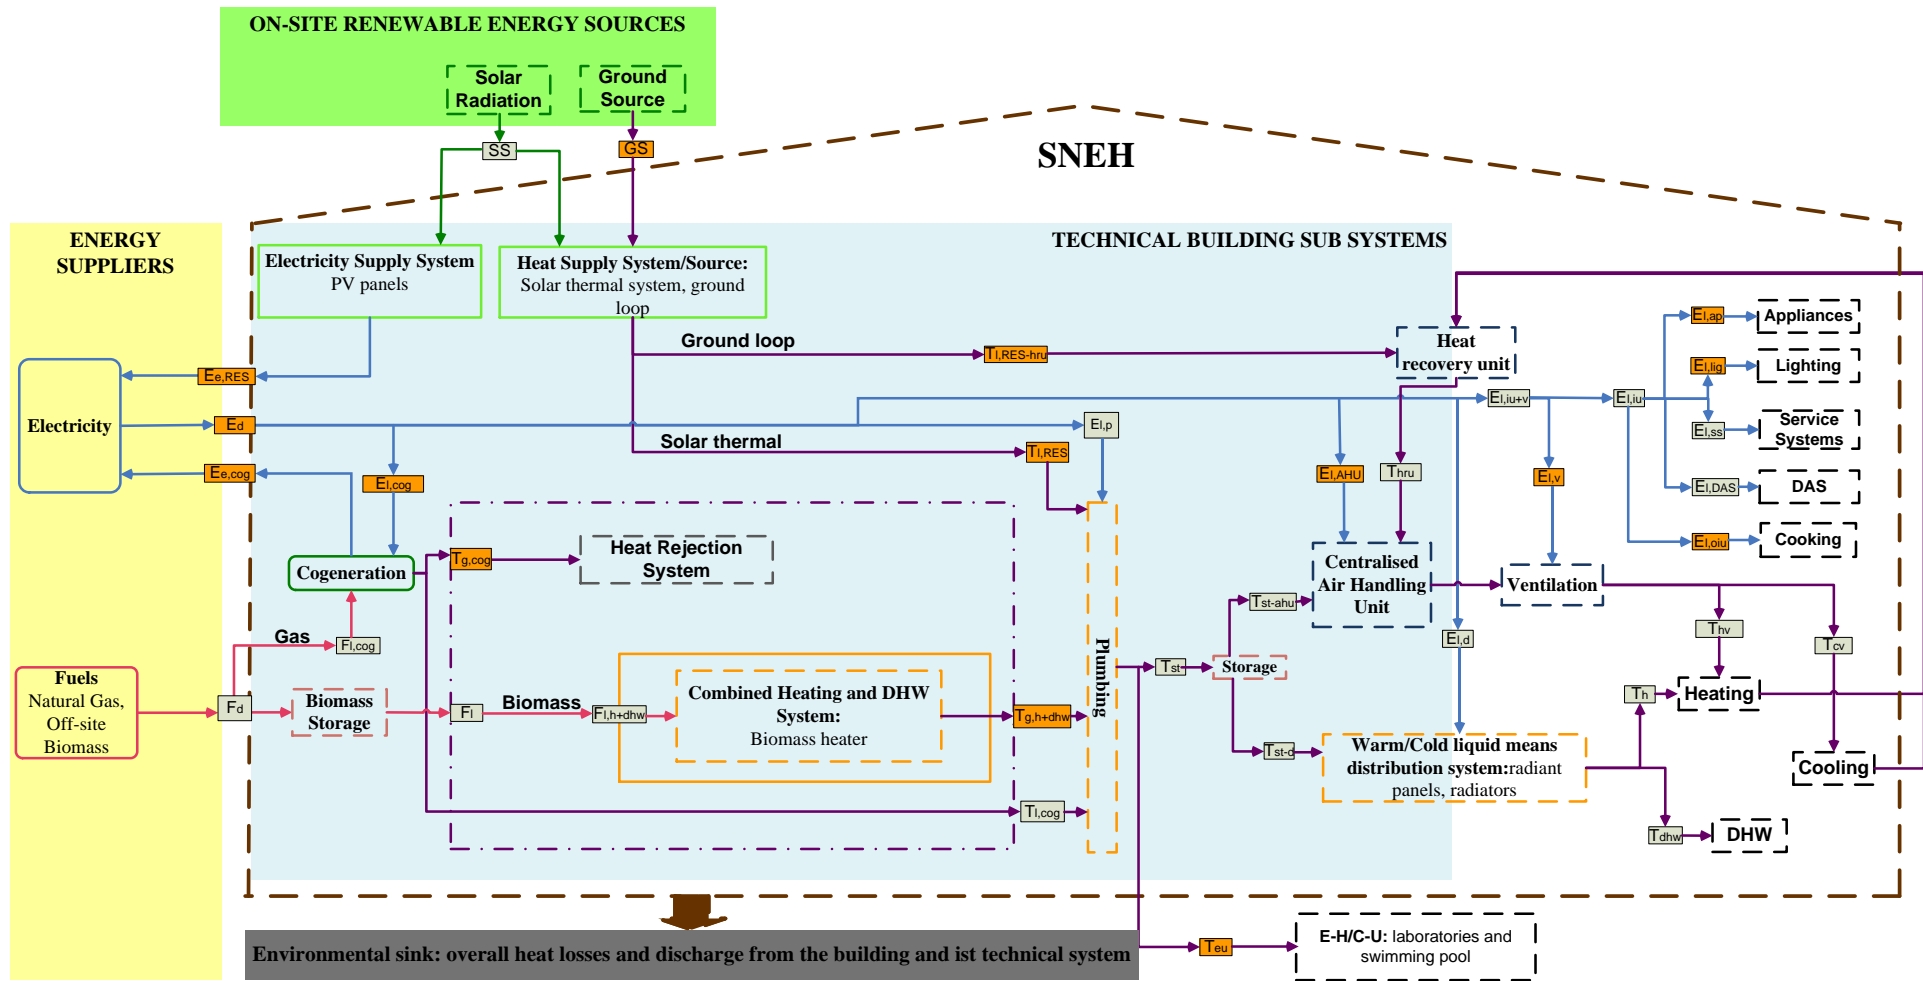 ON-SITE RENEWABLE ENERGY SOURCES
Solar
Radiation
Ground
Source
SS
GS
SNEH
ENERGY
SUPPLIERS
TECHNICAL BUILDING SUB SYSTEMS
Electricity Supply System
PV panels
Heat Supply System/Source:
Solar thermal system, ground
loop
Ground loop
Tl,RES-hru
Heat
recovery unit
El,ap
Appliances
El,lig
Lighting
Ee,RES
El,iu+v
El,iu
Electricity
Ed
El,p
El,ss
Service
Systems
Solar thermal
Tl,RES
Ee,cog
El,cog
El,AHU
Thru
El,v
El,DAS
DAS
El,oiu
Cooking
Tg,cog
Heat Rejection
System
Cogeneration
Centralised
Air Handling
Unit
Ventilation
Tst-ahu
Gas
Fl,cog
El,d
Thv
Tcv
Plumbing
Tst
Storage
Fuels
Natural Gas,
Off-site
Biomass
Fd
Biomass
Storage
Fl
Biomass
Fl,h+dhw
Combined Heating and DHW
System:
Biomass heater
Tg,h+dhw
Th
Heating
Tst-d
Warm/Cold liquid means
distribution system:radiant
panels, radiators
Cooling
Tl,cog
Tdhw
DHW
Environmental sink: overall heat losses and discharge from the building and ist technical system
Teu
E-H/C-U: laboratories and
swimming pool